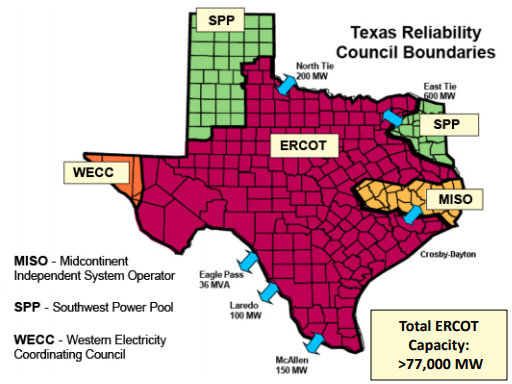 SPP
Texas Reliability
Council Boundaries
North Tie
200 MW
East Tie
600 MW
SPP
ERCOT
WECC
MISO
Crosby-Dayton
MISO - Midcontinent
Independent System Operator
SPP - Southwest Power Pool
WECC - Western Electricity
Coordinating Council
Eagle Pass
36 MVA
Laredo
100 MW
McAllen
150 MW
Total ERCOT
Capacity:
>77,000 MW